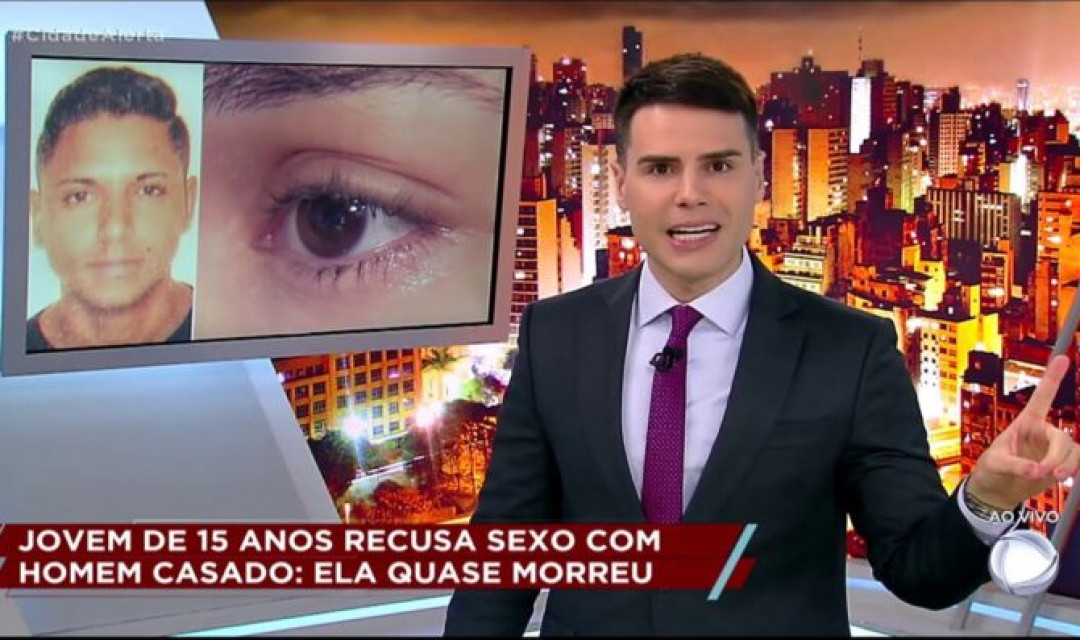 #CidadeAlerta
JOVEM DE 15 ANOS RECUSA SEXO COM
HOMEM CASADO: ELA QUASE MORREU
AO VIVO